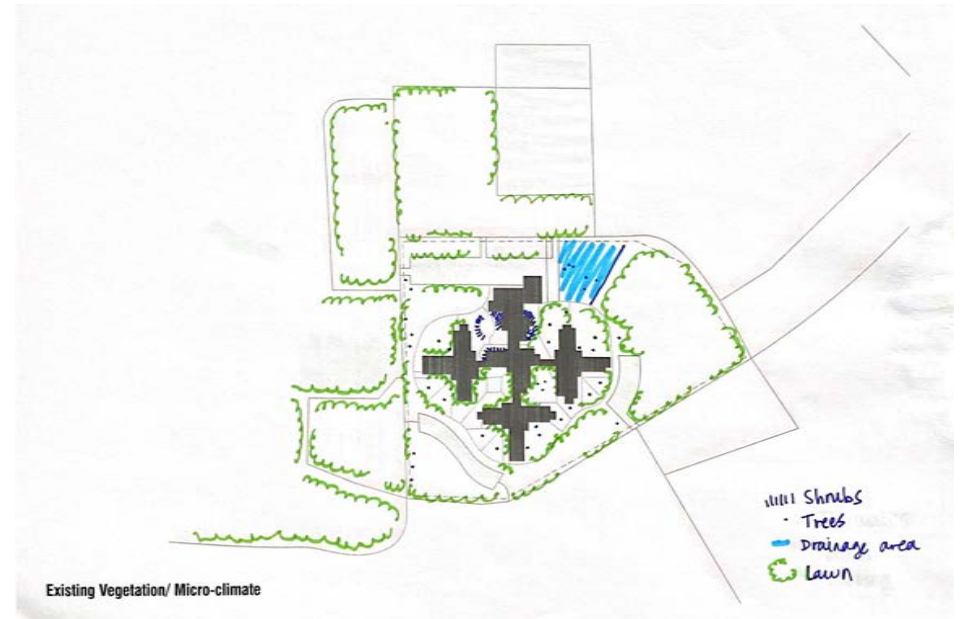 Shrubs
Trees
Drainage area
Lawn
Existing Vegetation/ Micro-climate